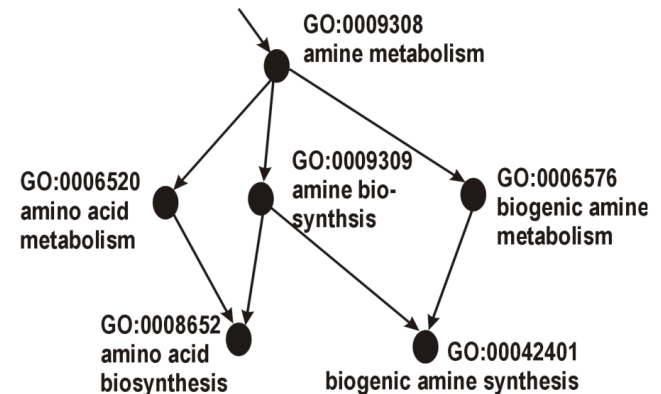 GO:0009308
amine metabolism
GO:0006520
amino acid
metabolism
GO:0009309
amine bio-
synthsis
GO:0006576
biogenic amine
metabolism
GO:0008652
amino acid
biosynthesis
GO:00042401
biogenic amine synthesis